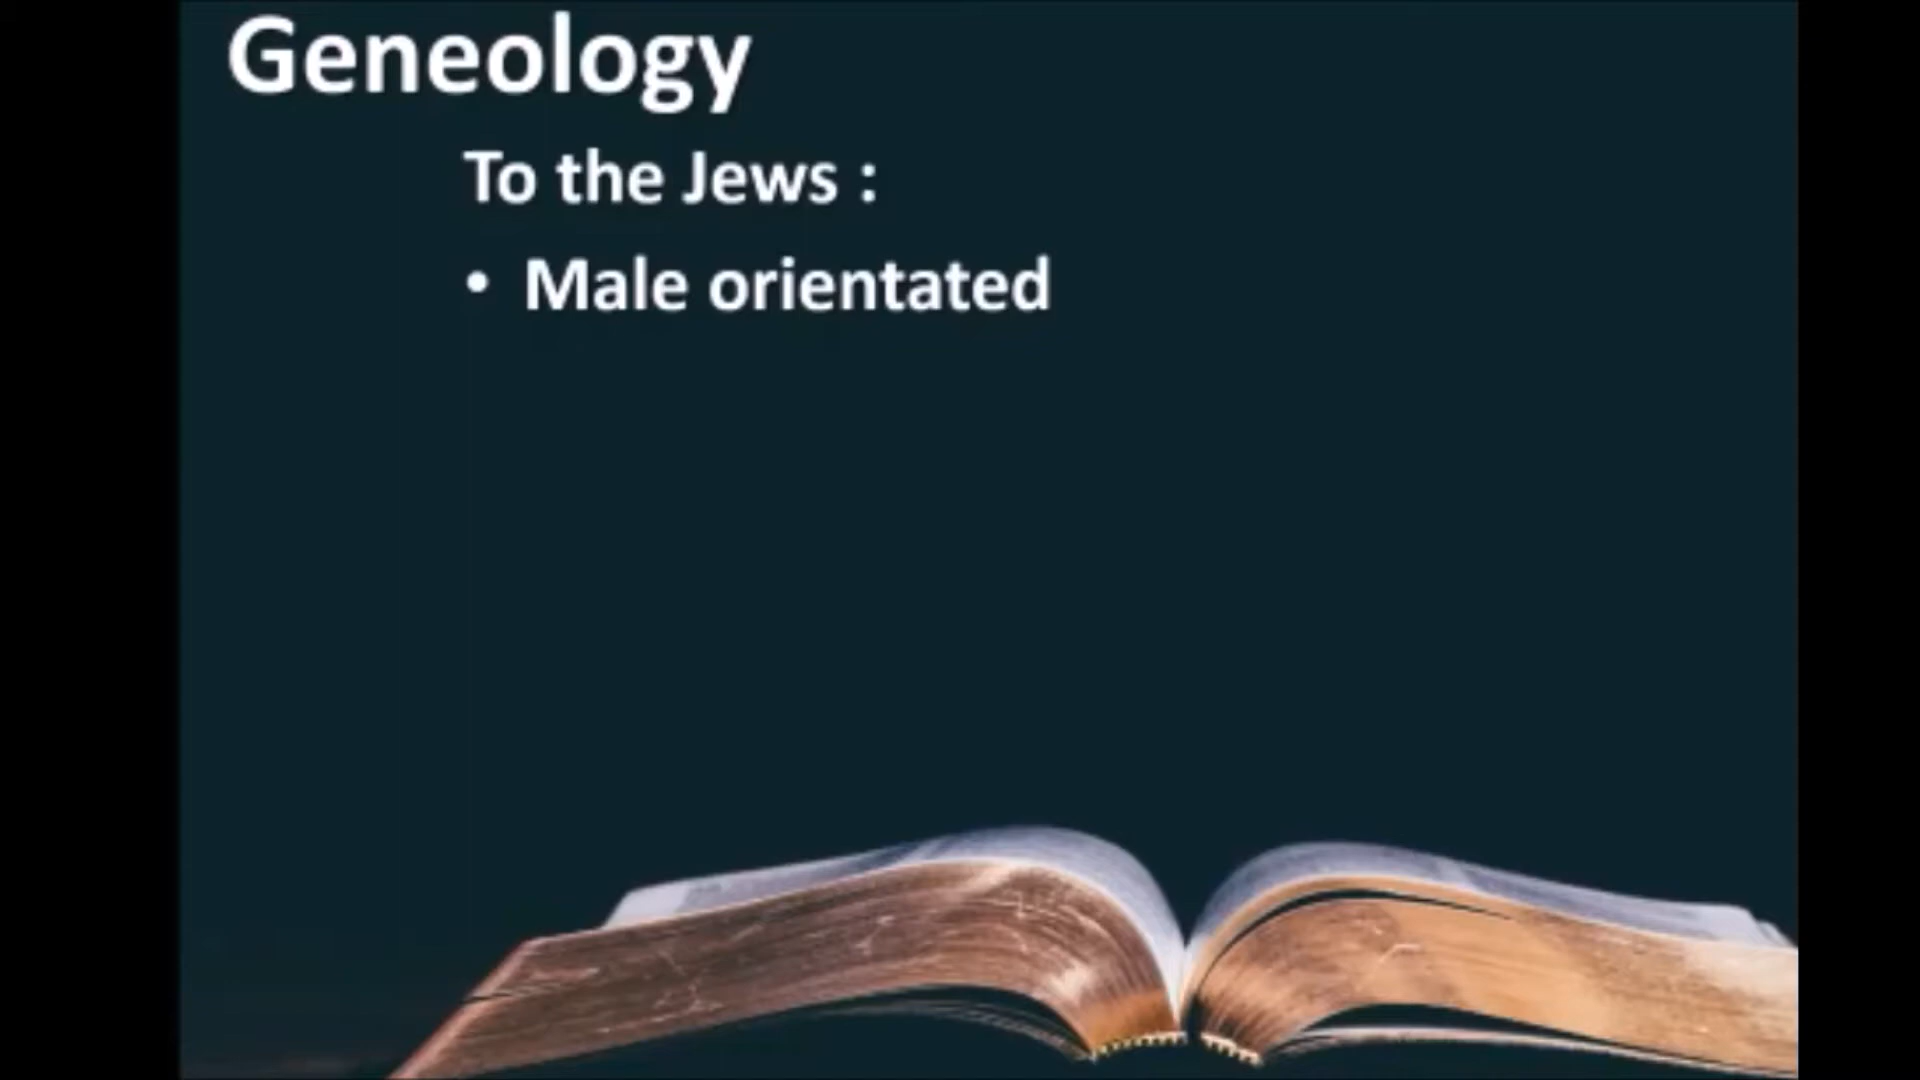 Geneology
To the Jews :
• Male orientated